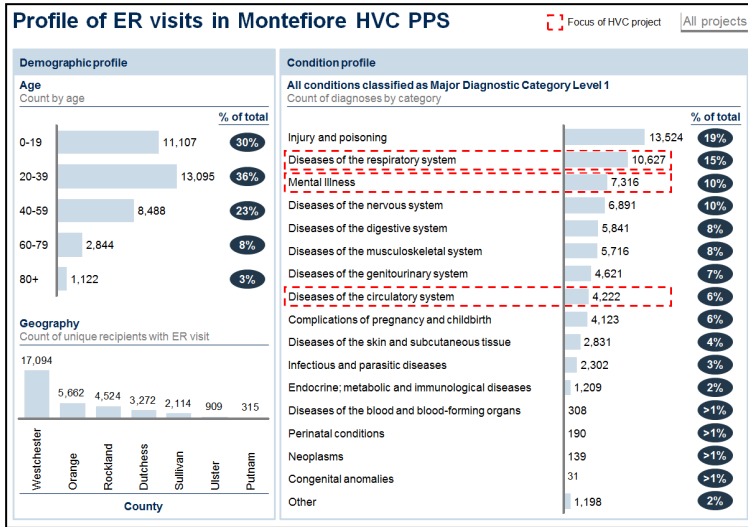 Profile of ER visits in Montefiore HVC PPS
Focus of HVC project
All projects
Demographic profile
Age
Count by age
% of total
0-19 11,107 30%
20-39 13,095 36%
40-59 8,488 23%
60-79 2,844 8%
80+ 1,122 3%
Geography
Count of unique recipients with ER visit
17,094 5,662 4,524 3,272 2,114 909 315
Westchester Orange Rockland Dutchess Sullivan Ulster Putnam
County
Condition profile
All conditions classified as Major Diagnostic Category Level 1
Count of diagnoses by category
% of total
Injury and poisoning 13,524 19%
Diseases of the respiratory system 10,627 15%
Mental Illness 7,316 10%
Diseases of the nervous system 6,891 10%
Diseases of the digestive system 5,841 8%
Diseases of the musculoskeletal system 5,716 8%
Diseases of the genitourinary system 4,621 7%
Diseases of the circulatory system 4,222 6%
Complications of pregnancy and childbirth 4,123 6%
Diseases of the skin and subcutaneous tissue 2,831 4%
Infectious and parasitic diseases 2,302 3%
Endocrine; metabolic and immunological diseases 1,209 2%
Diseases of the blood and blood-forming organs 308 >1%
Perinatal conditions 190 >1%
Neoplasms 139 >1%
Congenital anomalies 31 >1%
Other 1,198 2%